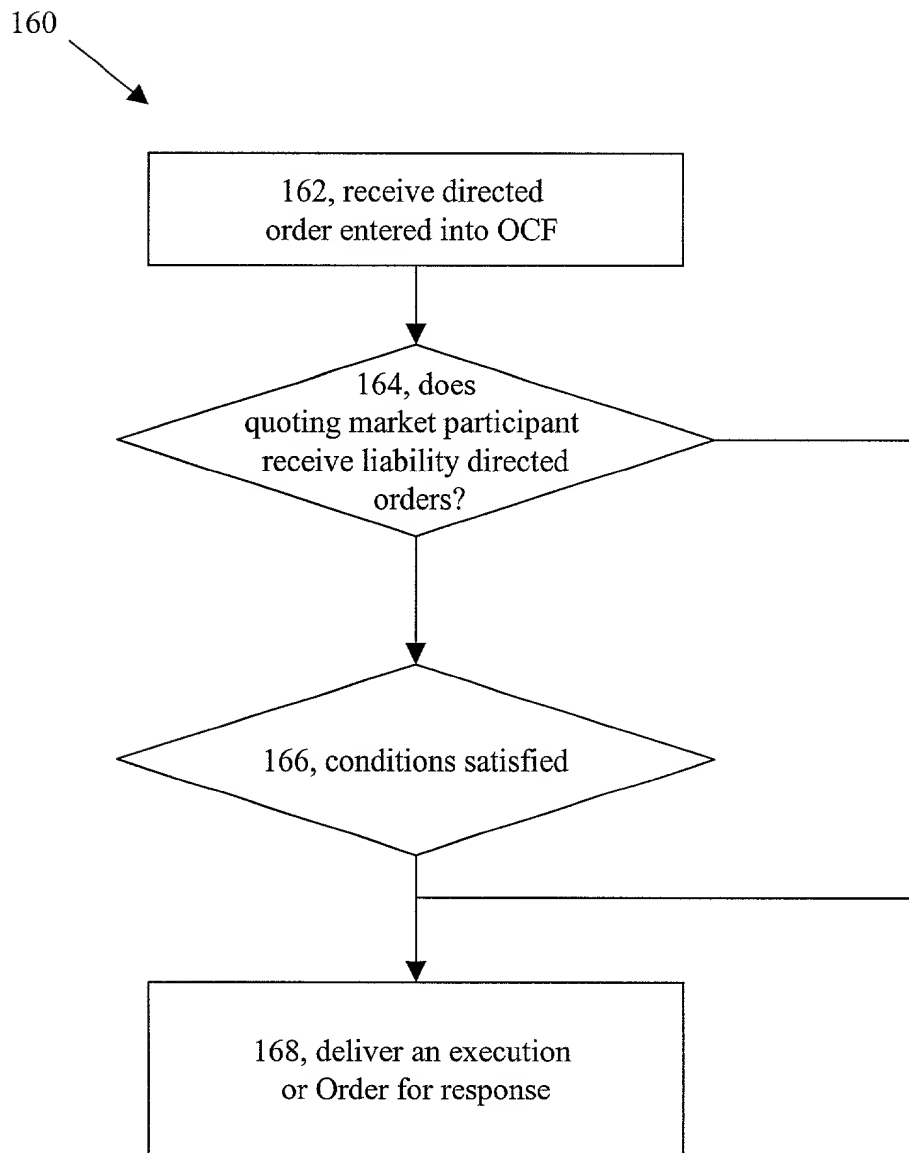 160
162, receive directed
order entered into OCF
164, does
quoting market participant
receive liability directed
orders?
166, conditions satisfied
168, deliver an execution
or Order for response